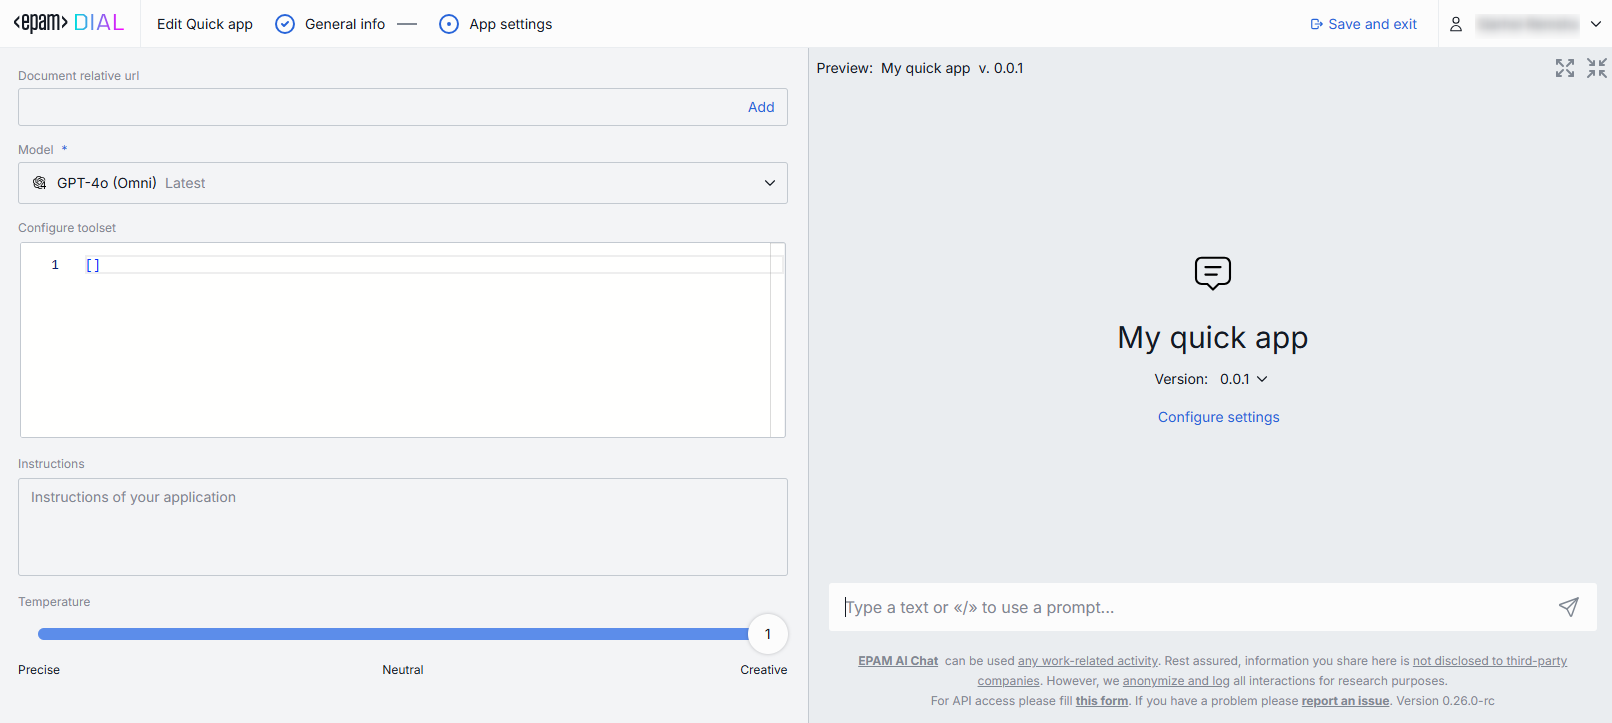 <epam> DIAL Edit Quick app General info App settings Save and exit
Document relative url
Add
Model *
GPT-4o (Omni) Latest
Configure toolset
1 []
Instructions
Instructions of your application
Temperature
1
Precise Neutral Creative
Preview: My quick app v. 0.0.1
My quick app
Version: 0.0.1
Configure settings
Type a text or «/» to use a prompt...
EPAM AI Chat can be used any work-related activity. Rest assured, information you share here is not disclosed to third-party
companies. However, we anonymize and log all interactions for research purposes.
For API access please fill this form. If you have a problem please report an issue. Version 0.26.0-rc